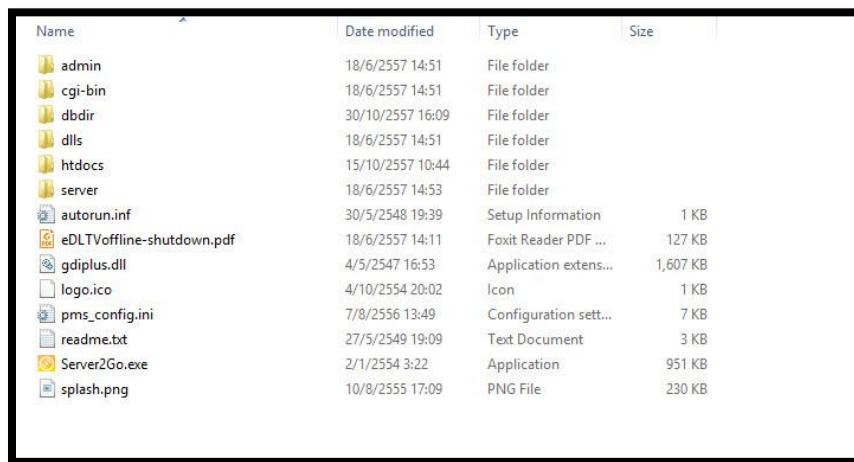 Name Date modified Type Size
admin 18/6/2557 14:51 File folder
cgi-bin 18/6/2557 14:51 File folder
dbdir 30/10/2557 16:09 File folder
dlls 18/6/2557 14:51 File folder
htdocs 15/10/2557 10:44 File folder
server 18/6/2557 14:53 File folder
autorun.inf 30/5/2548 19:39 Setup Information 1 KB
eDLTVoffline-shutdown.pdf 18/6/2557 14:11 Foxit Reader PDF ... 127 KB
gdiplus.dll 4/5/2547 16:53 Application extens... 1,607 KB
logo.ico 4/10/2554 20:02 Icon 1 KB
pms_config.ini 7/8/2556 13:49 Configuration sett... 7 KB
readme.txt 27/5/2549 19:09 Text Document 3 KB
Server2Go.exe 2/1/2554 3:22 Application 951 KB
splash.png 10/8/2555 17:09 PNG File 230 KB